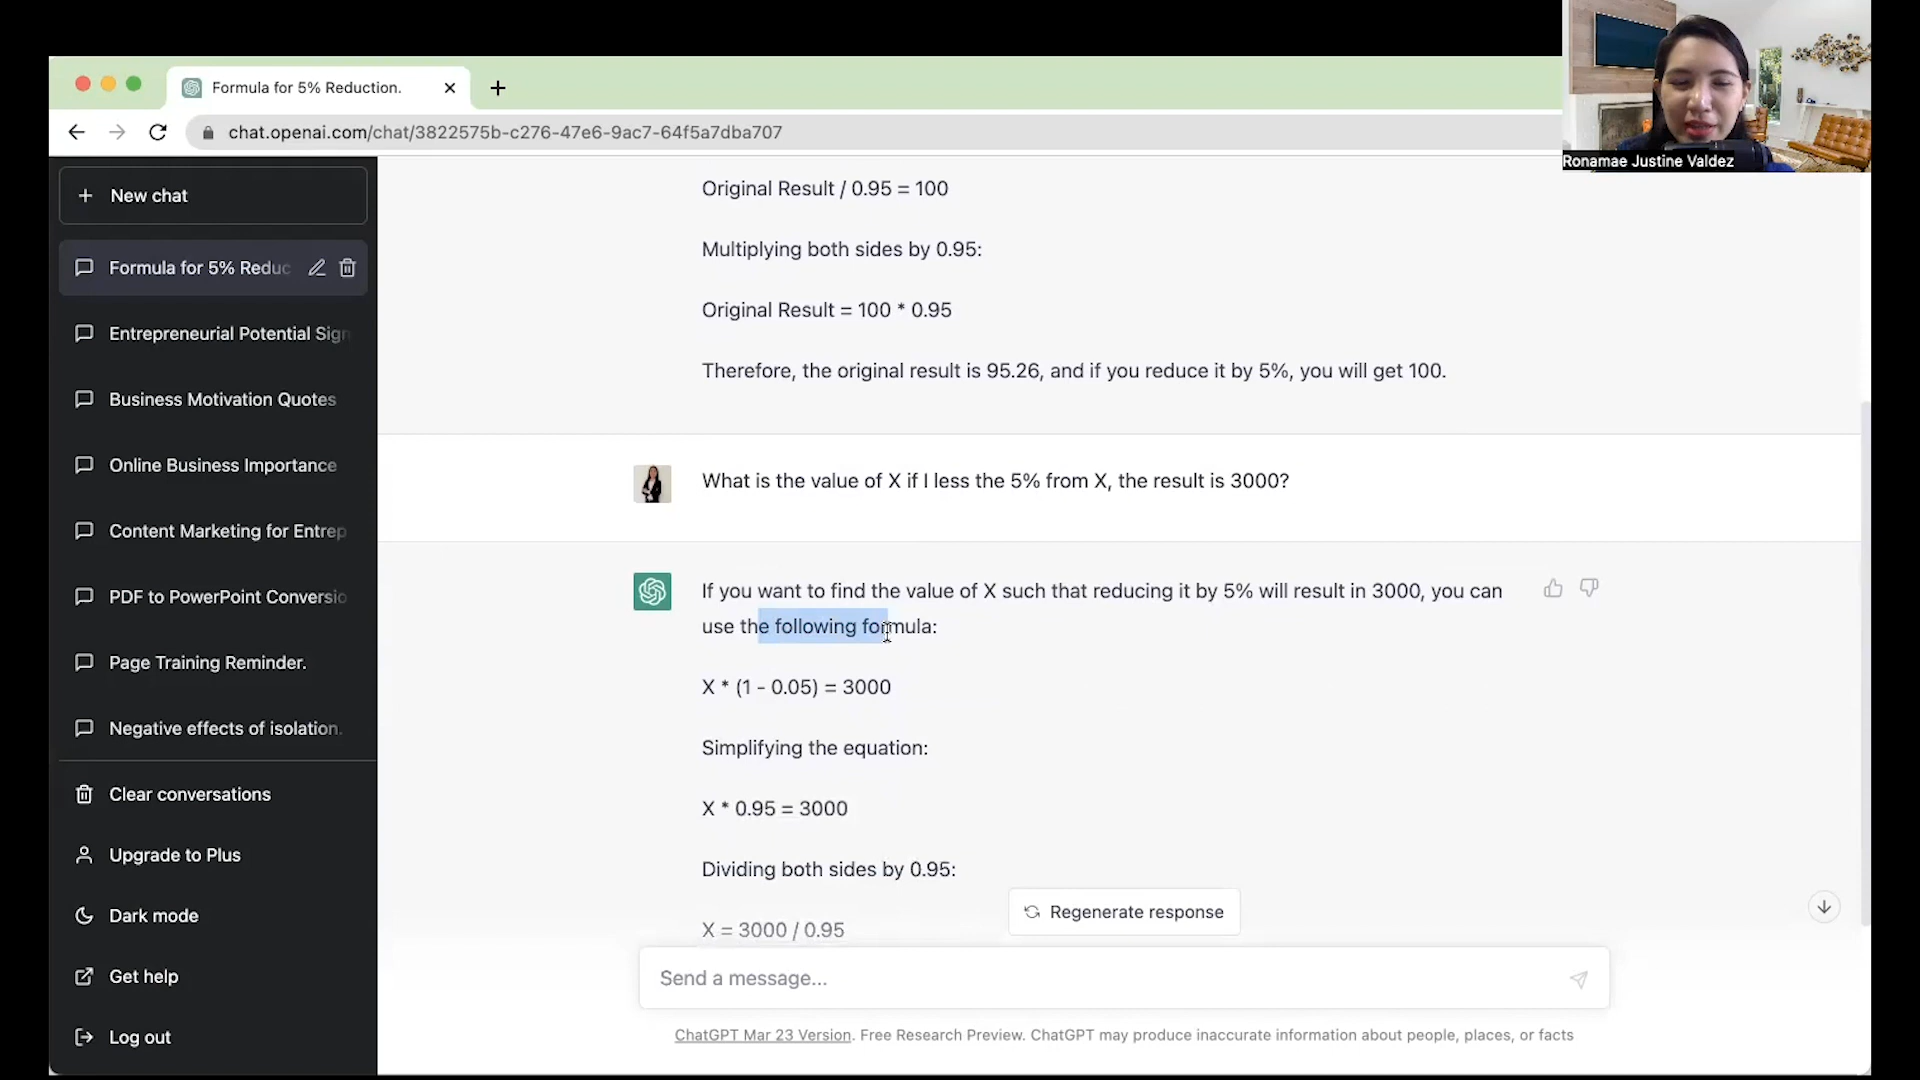 Formula for 5% Reduction.
chat.openai.com/chat/3822575b-c276-47e6-9ac7-64f5a7dba707
Ronamae Justine Valdez
New chat
Formula for 5% Reduc
Entrepreneurial Potential Sign
Business Motivation Quotes
Online Business Importance
Content Marketing for Entrep
PDF to PowerPoint Conversio
Page Training Reminder.
Negative effects of isolation.
Clear conversations
Upgrade to Plus
Dark mode
Get help
Log out
Original Result / 0.95 = 100
Multiplying both sides by 0.95:
Original Result = 100 * 0.95
Therefore, the original result is 95.26, and if you reduce it by 5%, you will get 100.
What is the value of X if I less the 5% from X, the result is 3000?
If you want to find the value of X such that reducing it by 5% will result in 3000, you can
use the following formula:
X * (1 - 0.05) = 3000
Simplifying the equation:
X * 0.95 = 3000
Dividing both sides by 0.95:
X = 3000 / 0.95
Regenerate response
Send a message...
ChatGPT Mar 23 Version. Free Research Preview. ChatGPT may produce inaccurate information about people, places, or facts